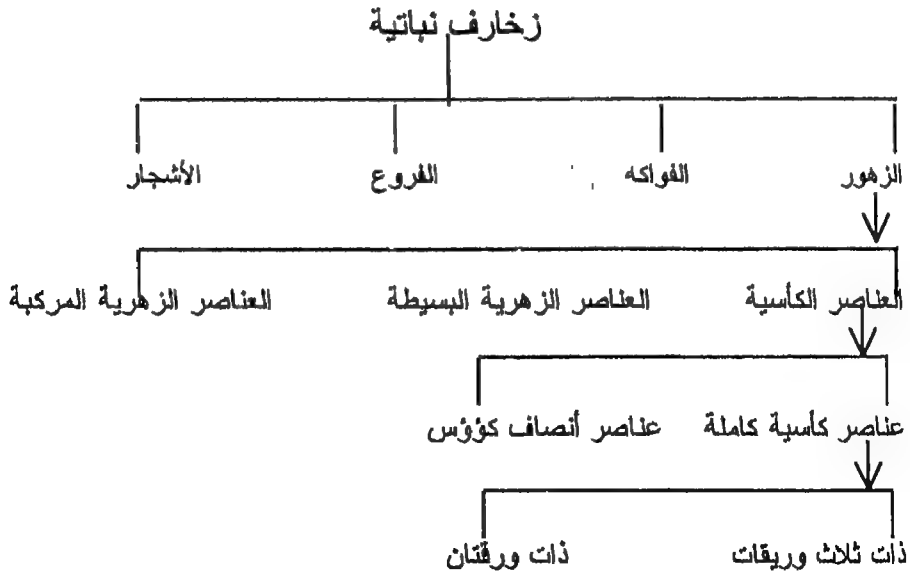 زخارف نباتية
الزهور الفواكه الفروع الأشجار
العناصر الكأسية العناصر الزهرية البسيطة العناصر الزهرية المركبة
عناصر كأسية كاملة عناصر أنصاف كؤوس
ذات ثلاث وريقات ذات ورقتان